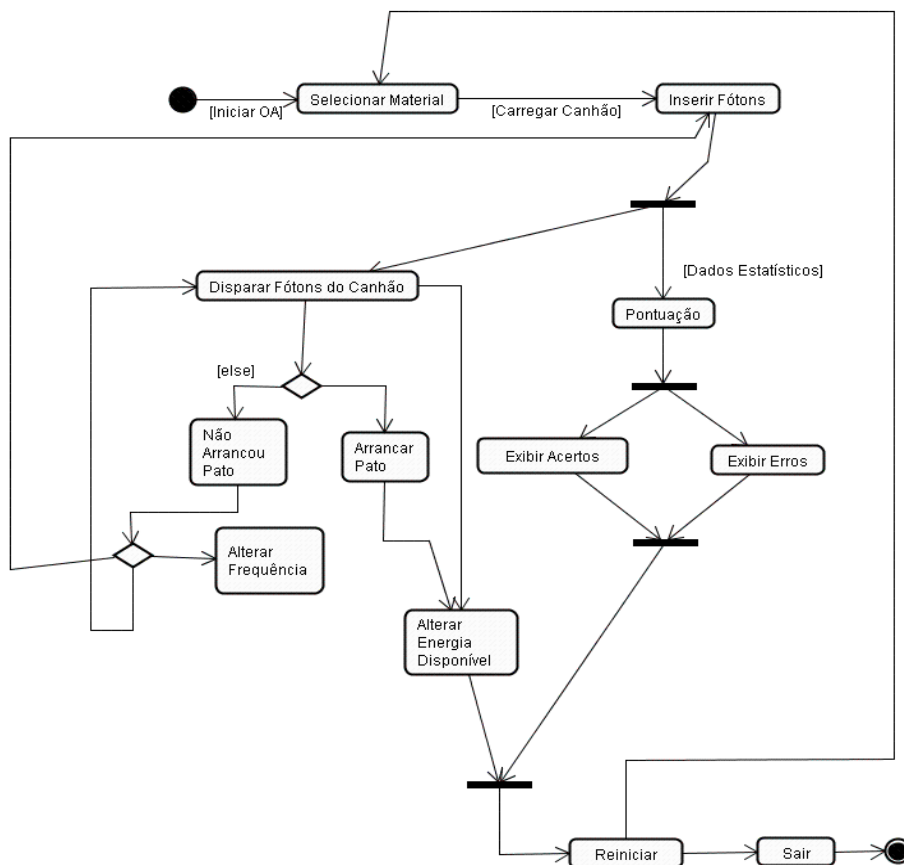 Selecionar Material
Inserir Fótons
[Iniciar OA]
[Carregar Canhão]
[Dados Estatísticos]
Disparar Fótons do Canhão
Pontuação
[else]
Não
Arrancou
Pato
Arrancar
Pato
Exibir Acertos
Exibir Erros
Alterar
Frequência
Alterar
Energia
Disponível
Reiniciar
Sair